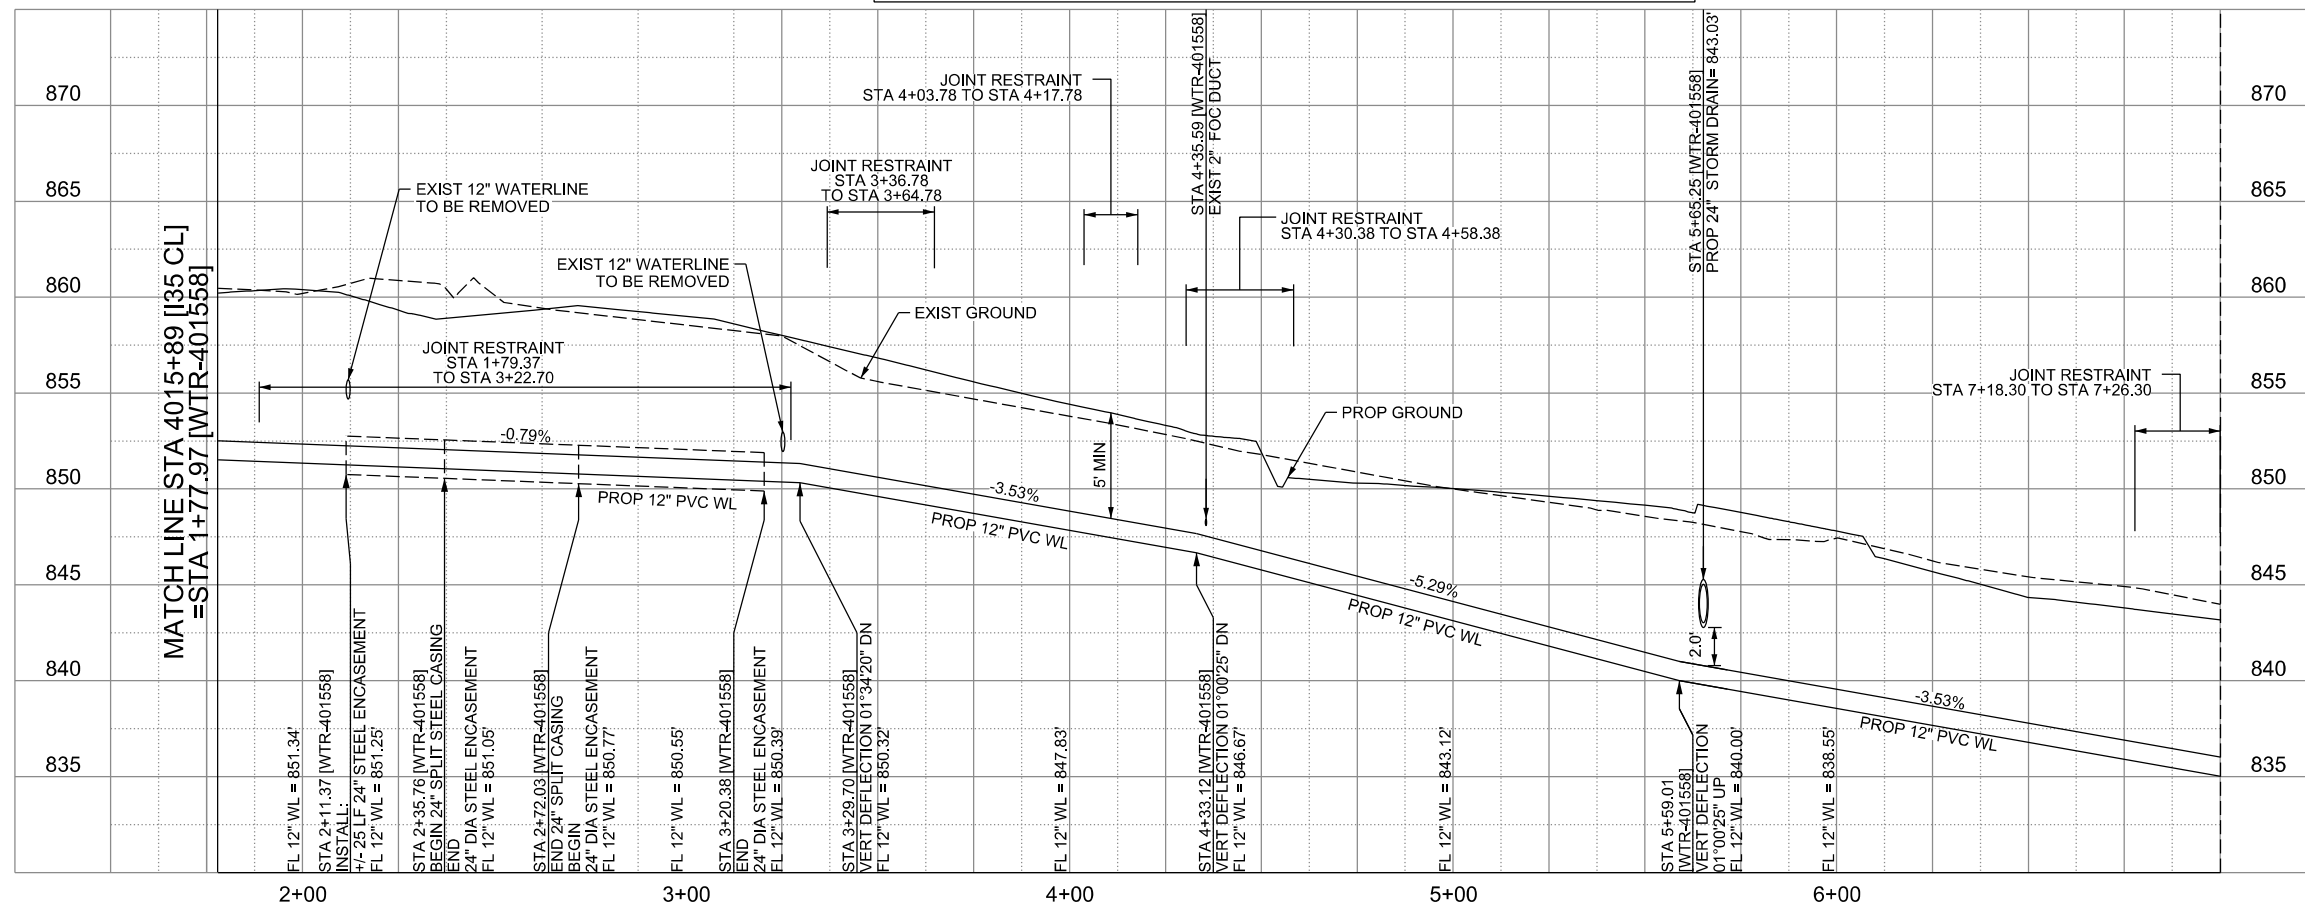 870
865
860
855
850
845
840
835
MATCH LINE STA 4015+89 [I35 CL]
=STA 1+77.97 [WTR-401558]
EXIST 12" WATERLINE
TO BE REMOVED
JOINT RESTRAINT
STA 1+79.37
TO STA 3+22.70
EXIST 12" WATERLINE
TO BE REMOVED
JOINT RESTRAINT
STA 3+36.78
TO STA 3+64.78
JOINT RESTRAINT
STA 4+03.78 TO STA 4+17.78
EXIST GROUND
STA 4+35.59 [WTR-401558]
EXIST 2" FOC DUCT
JOINT RESTRAINT
STA 4+30.38 TO STA 4+58.38
PROP GROUND
STA 5+65.25 [WTR-401558]
PROP 24" STORM DRAIN= 843.03'
JOINT RESTRAINT
STA 7+18.30 TO STA 7+26.30
-0.79%
PROP 12" PVC WL
-3.53%
PROP 12" PVC WL
5' MIN
-5.29%
PROP 12" PVC WL
2.0'
-3.53%
PROP 12" PVC WL
FL 12" WL = 851.34'
STA 2+11.37 [WTR-401558]
INSTALL:
+/-25 LF 24" STEEL ENCASEMENT
FL 12" WL = 851.25'
STA 2+35.76 [WTR-401558]
BEGIN 24" SPLIT STEEL CASING
END
24" DIA STEEL ENCASEMENT
FL 12" WL = 851.05'
STA 2+72.03 [WTR-401558]
END 24" SPLIT CASING
BEGIN
24" DIA STEEL ENCASEMENT
FL 12" WL = 850.77'
FL 12" WL = 850.55'
STA 3+20.38 [WTR-401558]
END
24" DIA STEEL ENCASEMENT
FL 12" WL = 850.39'
STA 3+29.70 [WTR-401558]
VERT DEFLECTION 01°34'20" DN
FL 12" WL = 850.32'
FL 12" WL = 847.83'
STA 4+33.12 [WTR-401558]
VERT DEFLECTION 01°00'25" DN
FL 12" WL = 846.67'
FL 12" WL = 843.12'
STA 5+59.01
[WTR-401558]
VERT DEFLECTION
01°00'25" UP
FL 12" WL = 840.00'
FL 12" WL = 838.55'
870
865
860
855
850
845
840
835
2+00
3+00
4+00
5+00
6+00